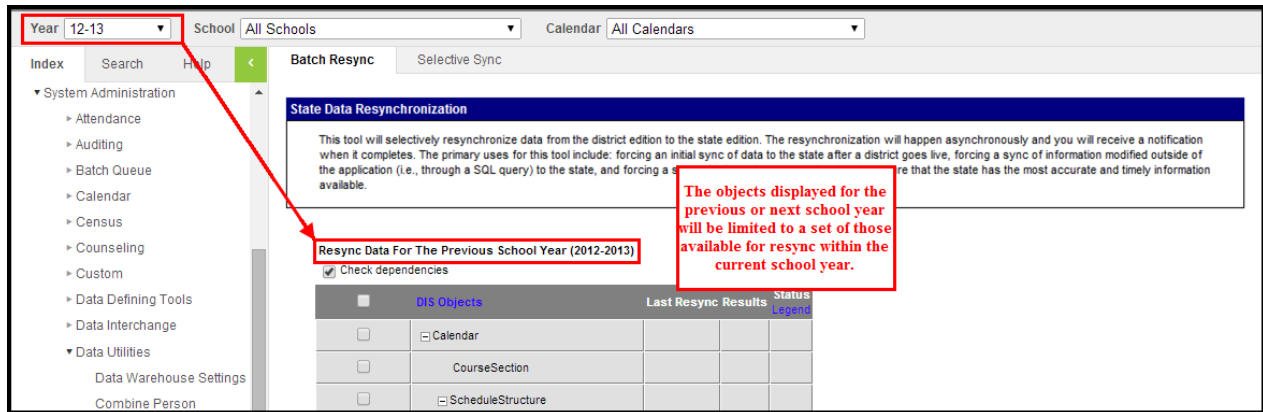 Year 12-13 School All Schools Calendar All Calendars
Index Search Help < Batch Resync Selective Sync
System Administration
Attendance
Auditing
Batch Queue
Calendar
Census
Counseling
Custom
Data Defining Tools
Data Interchange
Data Utilities
Data Warehouse Settings
Combine Person
State Data Resynchronization
This tool will selectively resynchronize data from the district edition to the state edition. The resynchronization will happen asynchronously and you will receive a notification
when it completes. The primary uses for this tool include: forcing an initial sync of data to the state after a district goes live, forcing a sync of information modified outside of
the application (i.e., through a SQL query) to the state, and forcing a s re that the state has the most accurate and timely information
available.
The objects displayed for the
previous or next school year
will be limited to a set of those
available for resync within the
current school year.
Resync Data For The Previous School Year (2012-2013)
Check dependencies
DIS Objects Last Resync Results Status
Legend
Calendar
CourseSection
ScheduleStructure